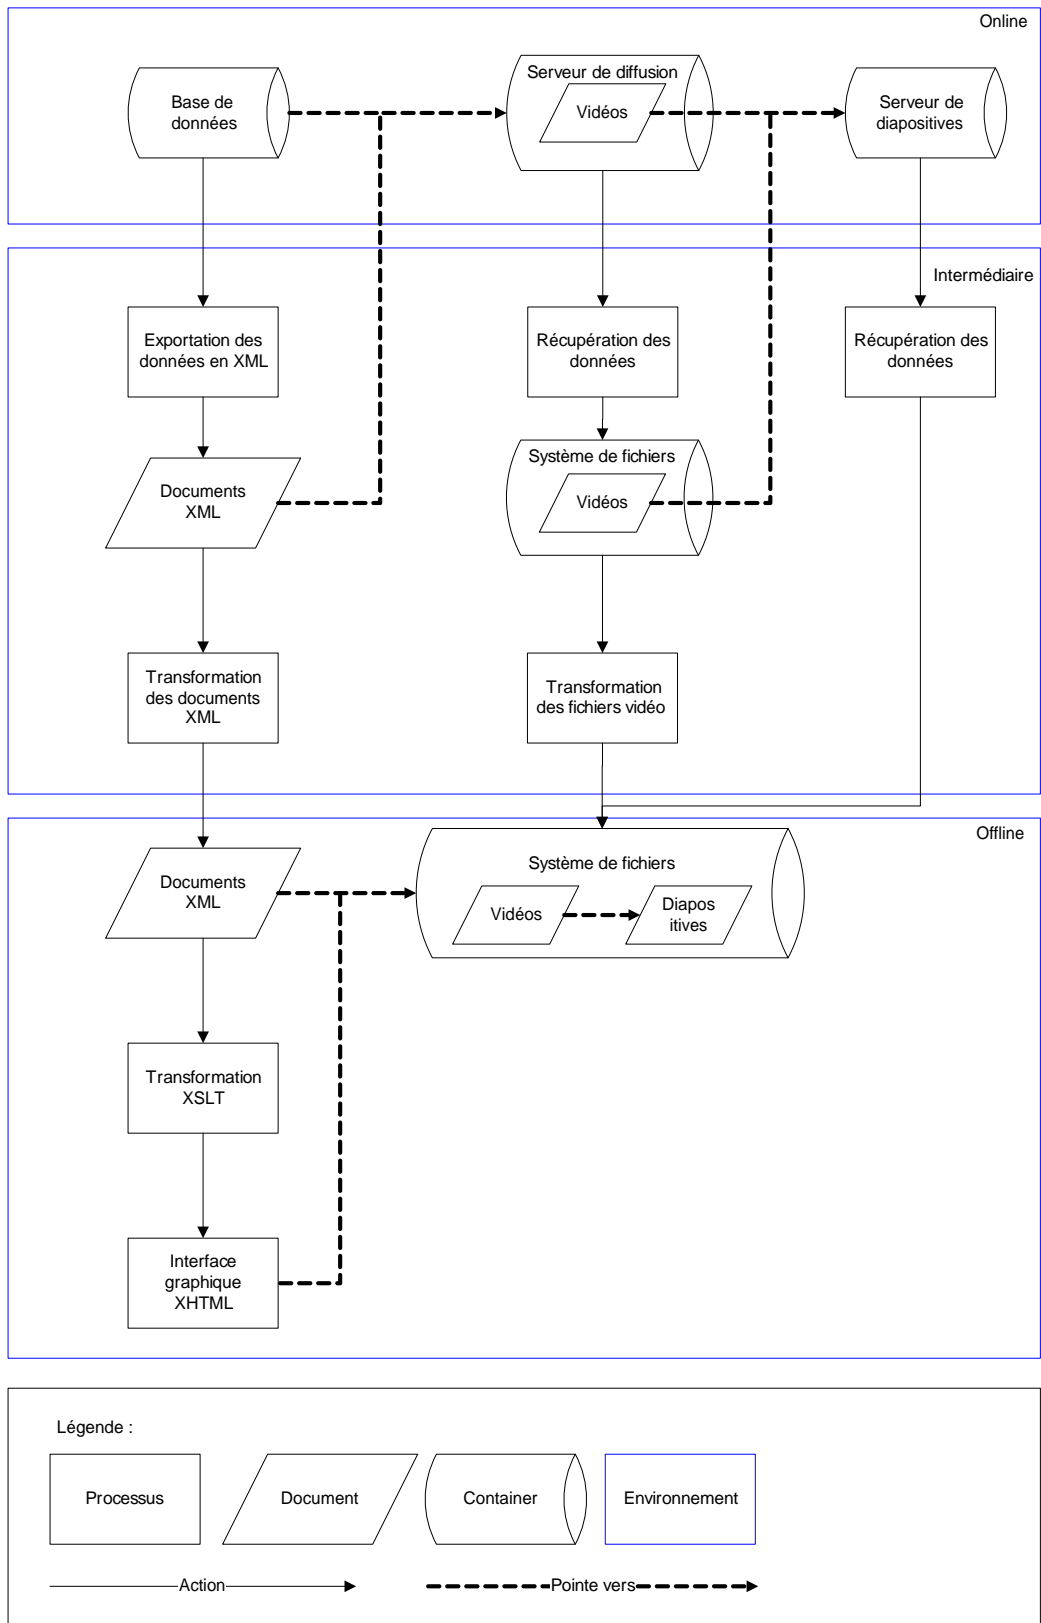 Online
Base de
données
Serveur de diffusion
Vidéos
Serveur de
diapositives
Intermédiaire
Exportation des
données en XML
Récupération des
données
Récupération des
données
Documents
XML
Système de fichiers
Vidéos
Transformation
des documents
XML
Transformation
des fichiers vidéo
Offline
Documents
XML
Système de fichiers
Vidéos
Diapos
itives
Transformation
XSLT
Interface
graphique
XHTML
Légende :
Processus
Document
Container
Environnement
Action
Pointe vers